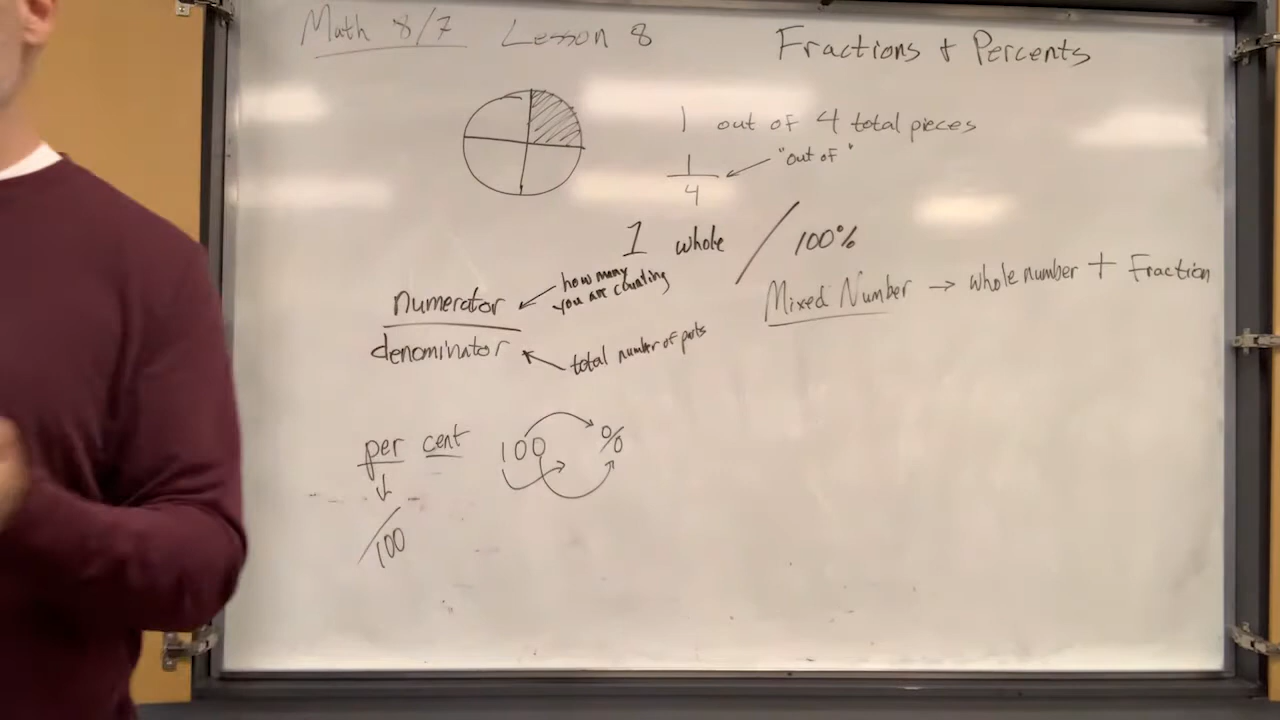 Math 8/7 Lesson 8
Fractions + Percents
1 out of 4 total pieces
1
4
"out of"
1 whole / 100%
numerator
how many
you are counting
denominator
total number of parts
Mixed Number → whole number + Fraction
per cent
100 %
/100